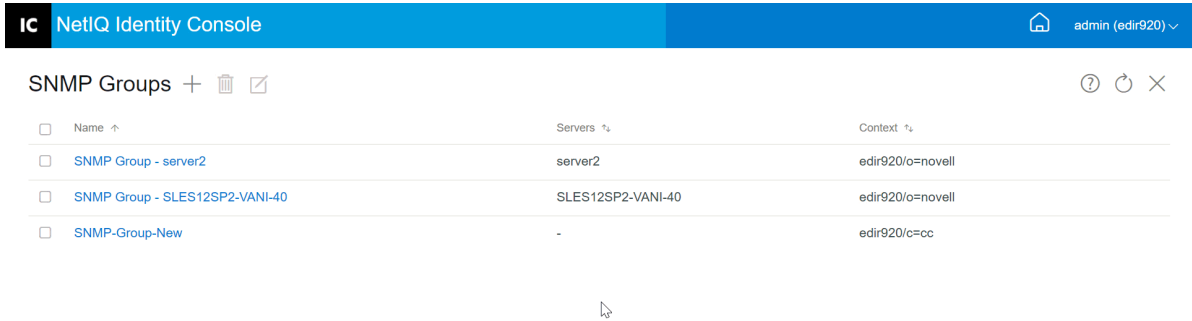 IC NetIQ Identity Console admin (edir920)
SNMP Groups
Name Servers Context
SNMP Group - server2 server2 edir920/o=novell
SNMP Group - SLES12SP2-VANI-40 SLES12SP2-VANI-40 edir920/o=novell
SNMP-Group-New - edir920/c=cc